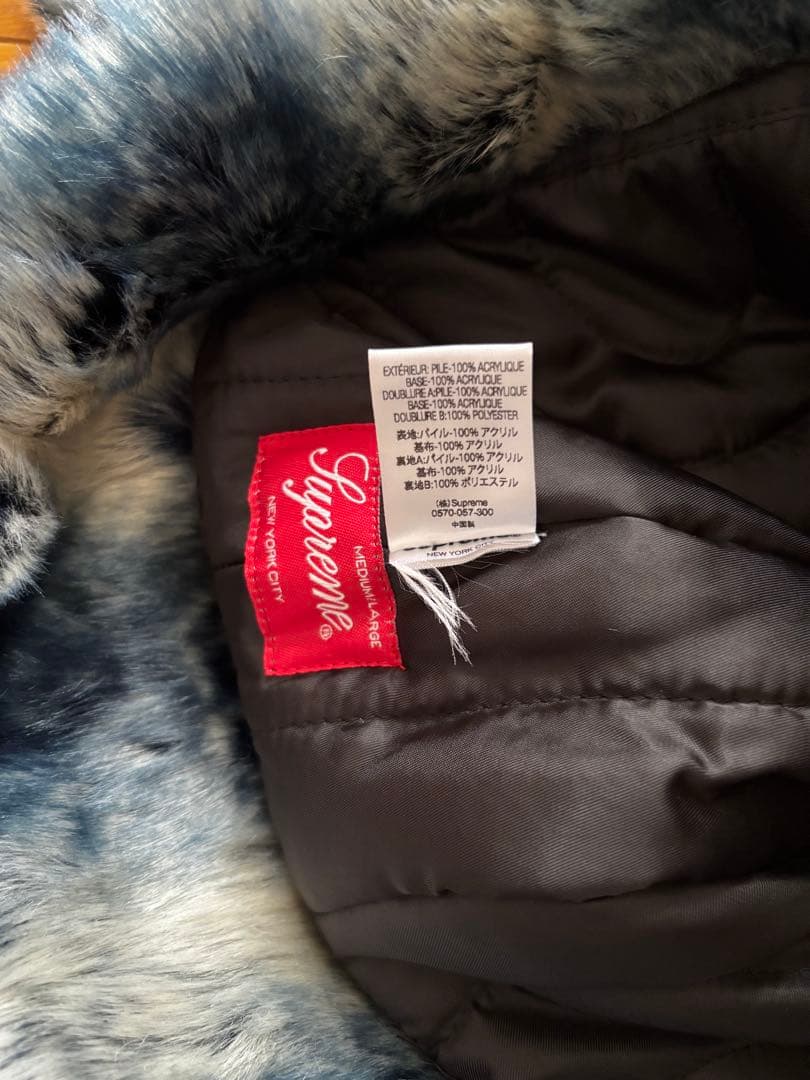 EXTÉRIEUR: PILE-100% ACRYLIQUE
BASE-100% ACRYLIQUE
DOUBLURE A:PILE-100% ACRYLIQUE
BASE-100% ACRYLIQUE
DOUBLURE B:100% POLYESTER
表地:パイル-100% アクリル
基布-100% アクリル
裏地A:パイル-100% アクリル
基布-100% アクリル
裏地B:100% ポリエステル
(株)Supreme
0570-057-300
中国製
Supreme
NEW YORK CITY
MEDIUM/LARGE
Supreme®
NEW YORK CITY